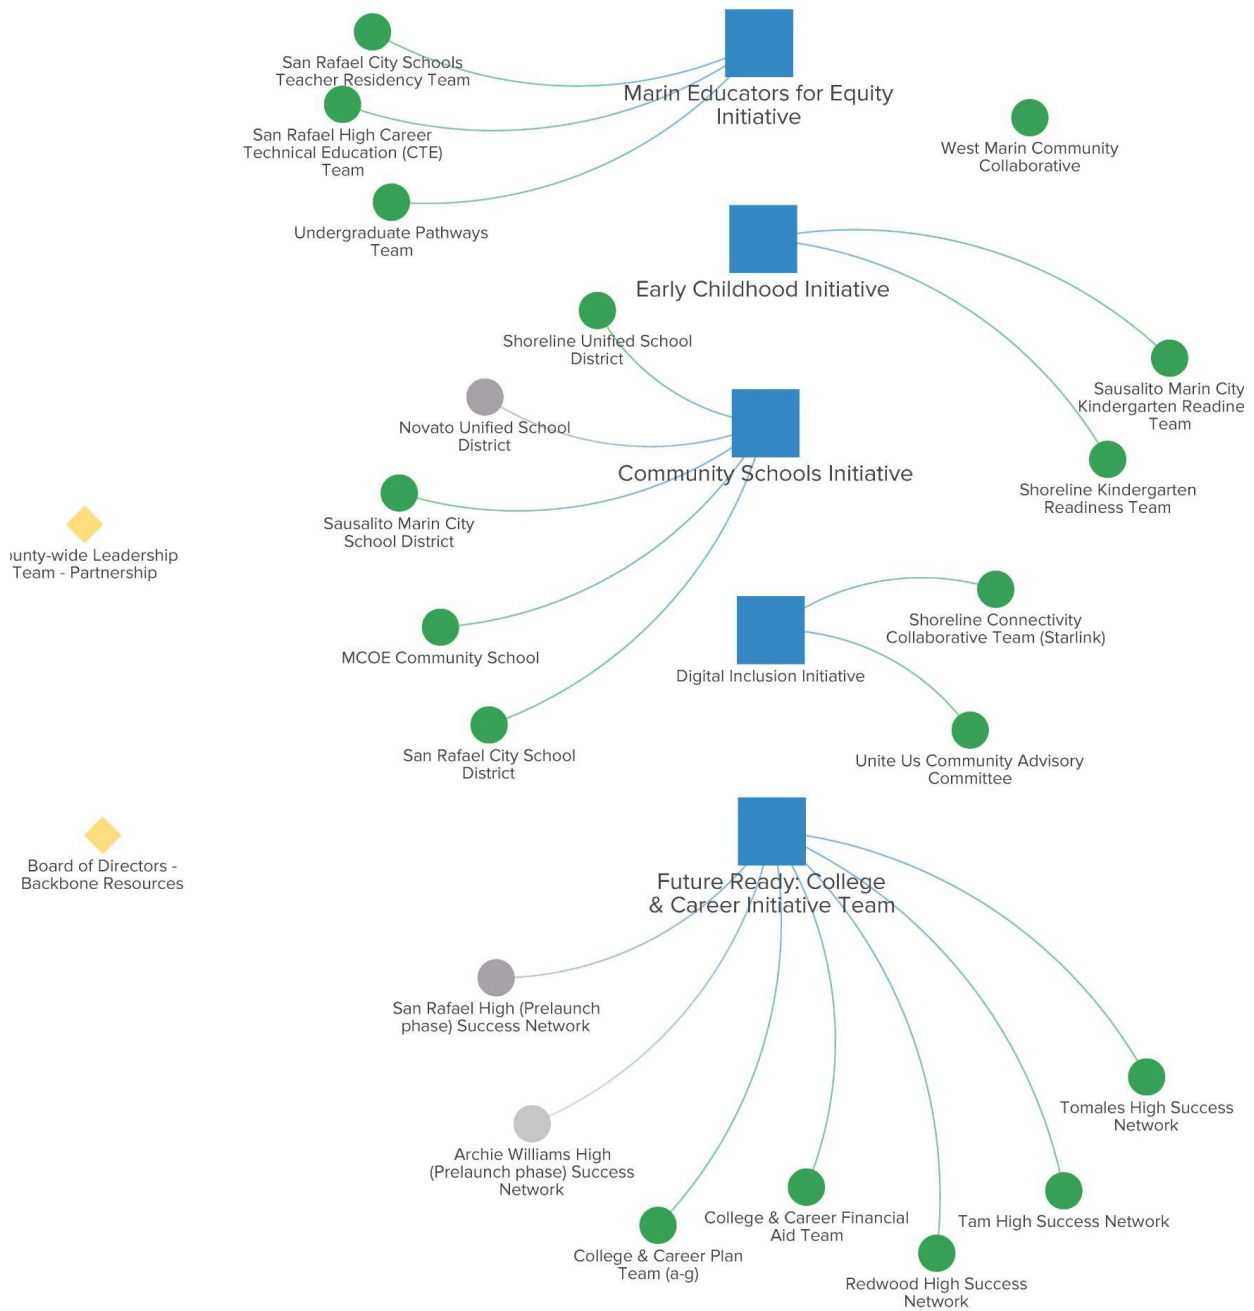 San Rafael City Schools
Teacher Residency Team
Marin Educators for Equity
Initiative
San Rafael High Career
Technical Education (CTE)
Team
West Marin Community
Collaborative
Undergraduate Pathways
Team
Early Childhood Initiative
Shoreline Unified School
District
Sausalito Marin City
Kindergarten Readine
Team
Novato Unified School
District
Community Schools Initiative
Shoreline Kindergarten
Readiness Team
Sausalito Marin City
School District
unty-wide Leadership
Team - Partnership
Shoreline Connectivity
Collaborative Team (Starlink)
MCOE Community School
Digital Inclusion Initiative
San Rafael City School
District
Unite Us Community Advisory
Committee
Board of Directors -
Backbone Resources
Future Ready: College
& Career Initiative Team
San Rafael High (Prelaunch
phase) Success Network
Tomales High Success
Network
Archie Williams High
(Prelaunch phase) Success
Network
College & Career Financial
Aid Team
Tam High Success Network
College & Career Plan
Team (a-g)
Redwood High Success
Network